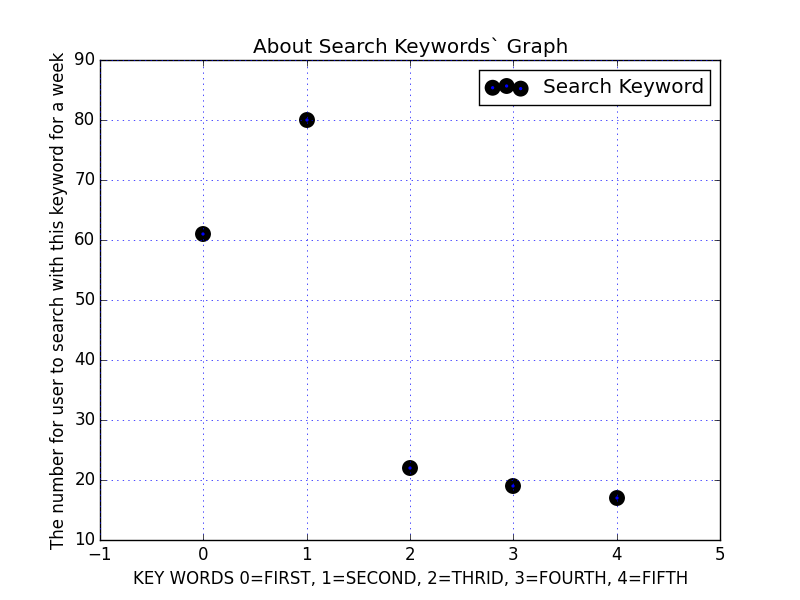 About Search Keywords` Graph
Search Keyword
The number for user to search with this keyword for a week
90
80
70
60
50
40
30
20
10
−1 0 1 2 3 4 5
KEY WORDS 0=FIRST, 1=SECOND, 2=THRID, 3=FOURTH, 4=FIFTH